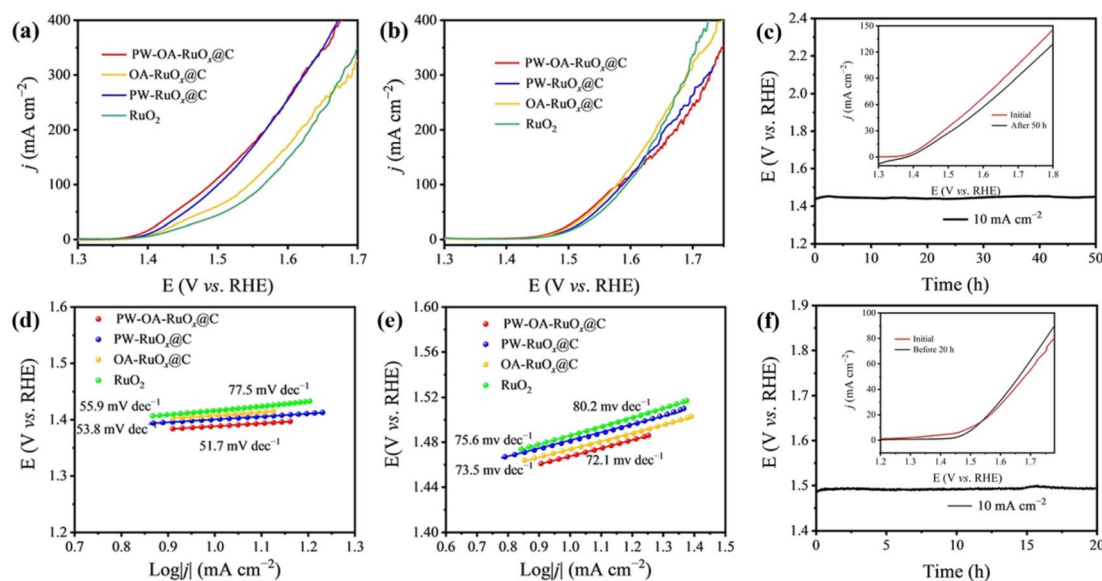 (a)
400
300
200
100
0
j (mA cm⁻²)
PW-OA-RuOₓ@C
OA-RuOₓ@C
PW-RuOₓ@C
RuO₂
1.3 1.4 1.5 1.6 1.7
E (V vs. RHE)
(b)
400
300
200
100
0
j (mA cm⁻²)
PW-OA-RuOₓ@C
PW-RuOₓ@C
OA-RuOₓ@C
RuO₂
1.3 1.4 1.5 1.6 1.7
E (V vs. RHE)
(c)
2.4
2.2
2.0
1.8
1.6
1.4
1.2
E (V vs. RHE)
150
120
90
60
30
0
j (mA cm⁻²)
Initial
After 50 h
1.3 1.4 1.5 1.6 1.7 1.8
E (V vs. RHE)
10 mA cm⁻²
0 10 20 30 40 50
Time (h)
(d)
1.6
1.5
1.4
1.3
1.2
E (V vs. RHE)
PW-OA-RuOₓ@C
PW-RuOₓ@C
OA-RuOₓ@C
RuO₂
77.5 mV dec⁻¹
55.9 mV dec⁻¹
53.8 mV dec⁻¹
51.7 mV dec⁻¹
0.7 0.8 0.9 1.0 1.1 1.2 1.3
Log|j| (mA cm⁻²)
(e)
1.60
1.56
1.52
1.48
1.44
1.40
E(V vs. RHE)
PW-OA-RuOₓ@C
PW-RuOₓ@C
OA-RuOₓ@C
RuO₂
80.2 mv dec⁻¹
75.6 mv dec⁻¹
73.5 mv dec⁻¹
72.1 mv dec⁻¹
0.6 0.7 0.8 0.9 1.0 1.1 1.2 1.3 1.4 1.5
Log|j| (mA cm⁻²)
(f)
1.9
1.8
1.7
1.6
1.5
1.4
E (V vs. RHE)
100
80
60
40
20
0
j (mA cm⁻²)
Initial
Before 20 h
1.2 1.3 1.4 1.5 1.6 1.7
E (V vs. RHE)
10 mA cm⁻²
0 5 10 15 20
Time (h)